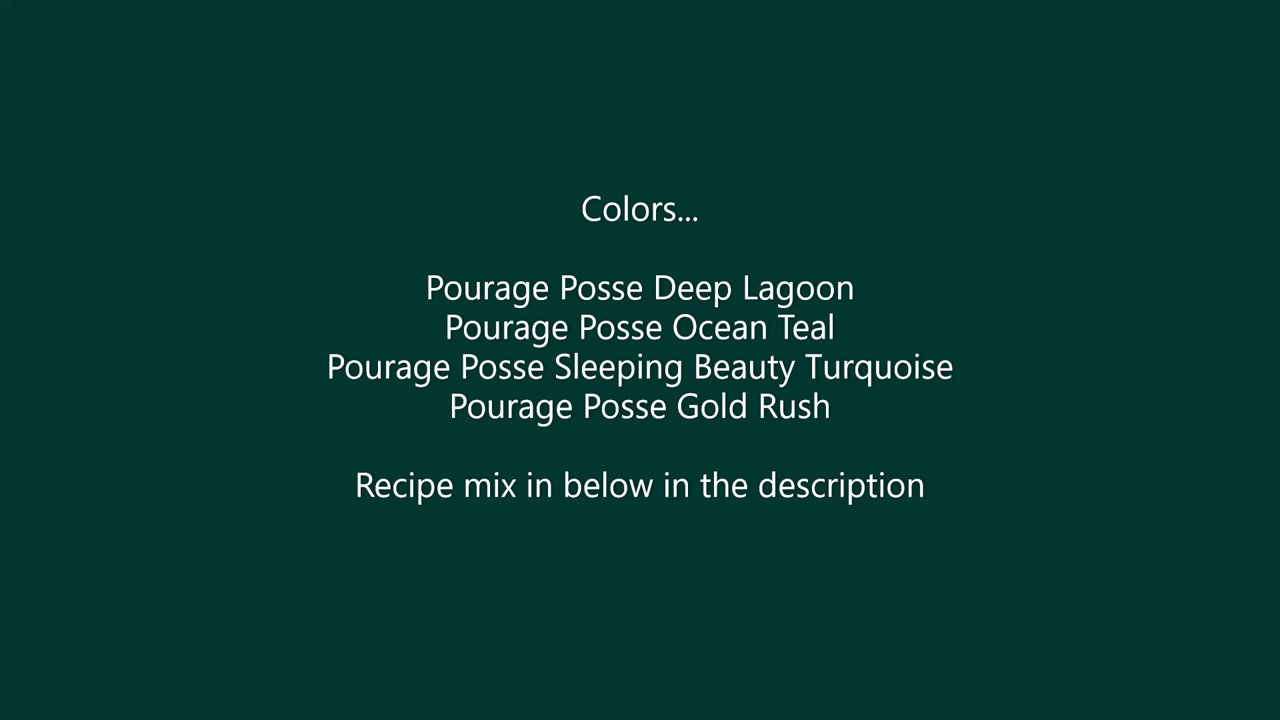 Colors...
Pourage Posse Deep Lagoon
Pourage Posse Ocean Teal
Pourage Posse Sleeping Beauty Turquoise
Pourage Posse Gold Rush
Recipe mix in below in the description